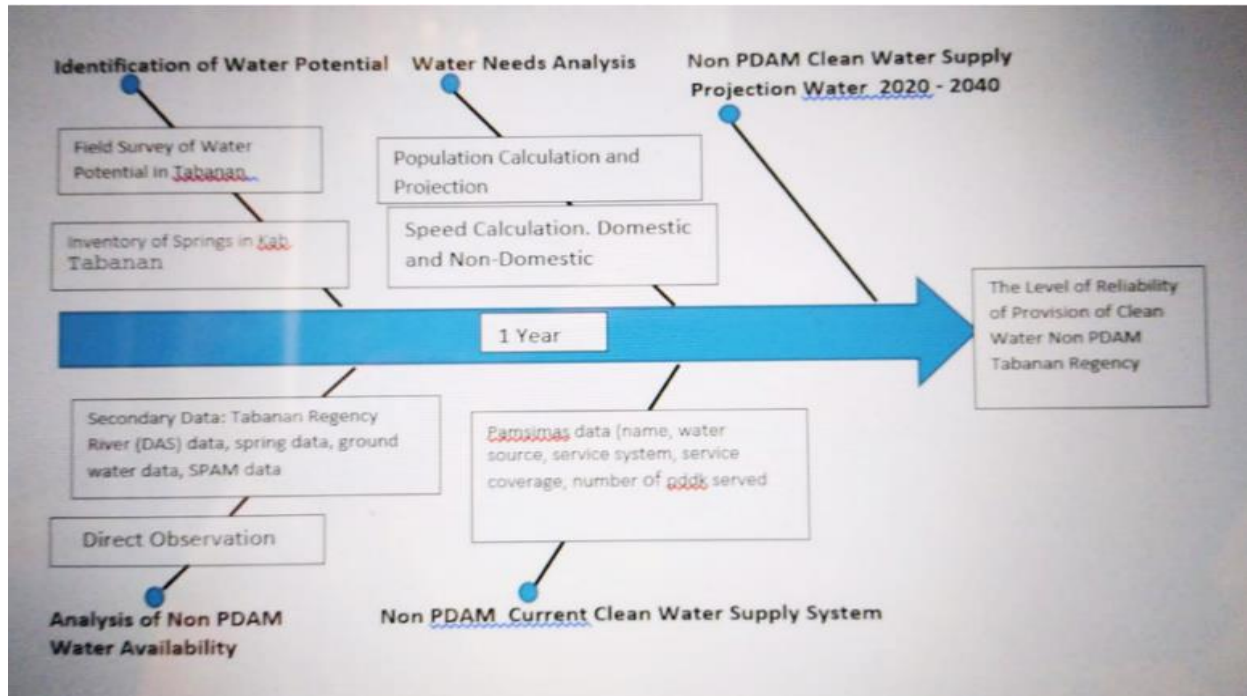 Identification of Water Potential
Water Needs Analysis
Non PDAM Clean Water Supply
Projection Water 2020 - 2040
Field Survey of Water
Potential in Tabanan
Population Calculation and
Projection
Inventory of Springs in Kab.
Tabanan
Speed Calculation. Domestic
and Non-Domestic
1 Year
The Level of Reliability
of Provision of Clean
Water Non PDAM
Tabanan Regency
Secondary Data: Tabanan Regency
River (DAS) data, spring data, ground
water data, SPAM data
Pamsimas data (name, water
source, service system, service
coverage, number of pddk served
Direct Observation
Analysis of Non PDAM
Water Availability
Non PDAM Current Clean Water Supply System